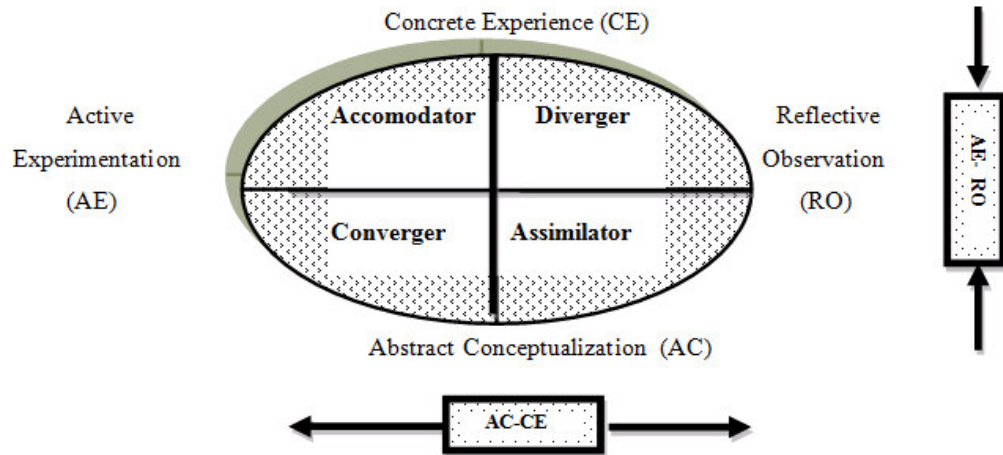 Concrete Experience (CE)
Active
Experimentation
(AE)
Accomodator
Diverger
Reflective
Observation
(RO)
AE- RO
Converger
Assimilator
Abstract Conceptualization (AC)
AC-CE